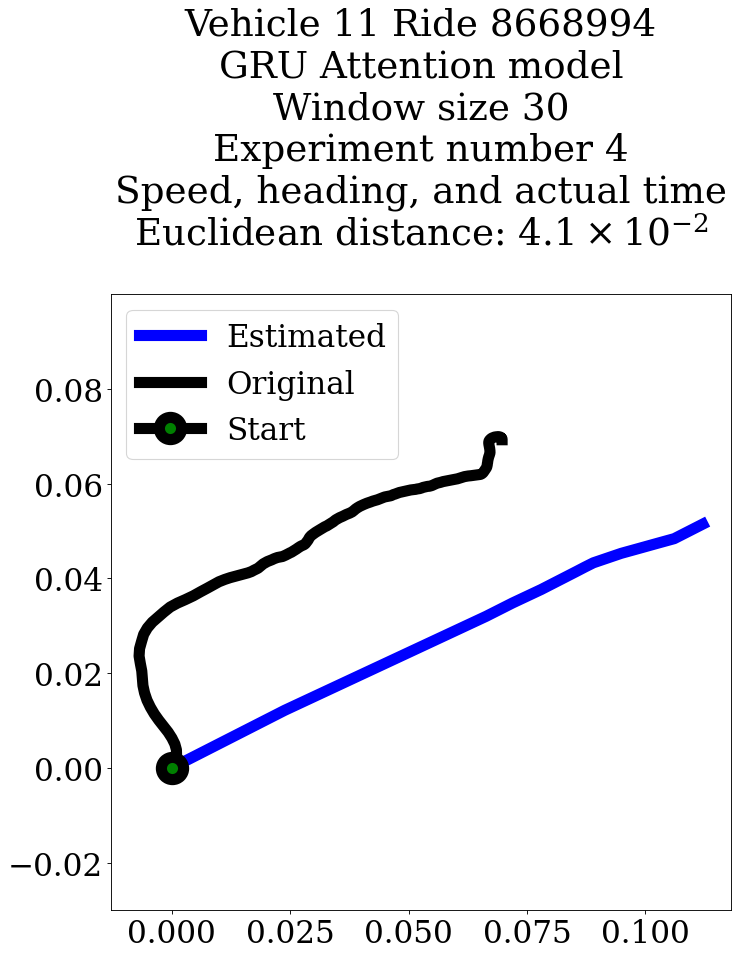 Vehicle 11 Ride 8668994
GRU Attention model
Window size 30
Experiment number 4
Speed, heading, and actual time
Euclidean distance: 4.1 × 10⁻²
Estimated
Original
Start
0.08
0.06
0.04
0.02
0.00
−0.02
0.000 0.025 0.050 0.075 0.100